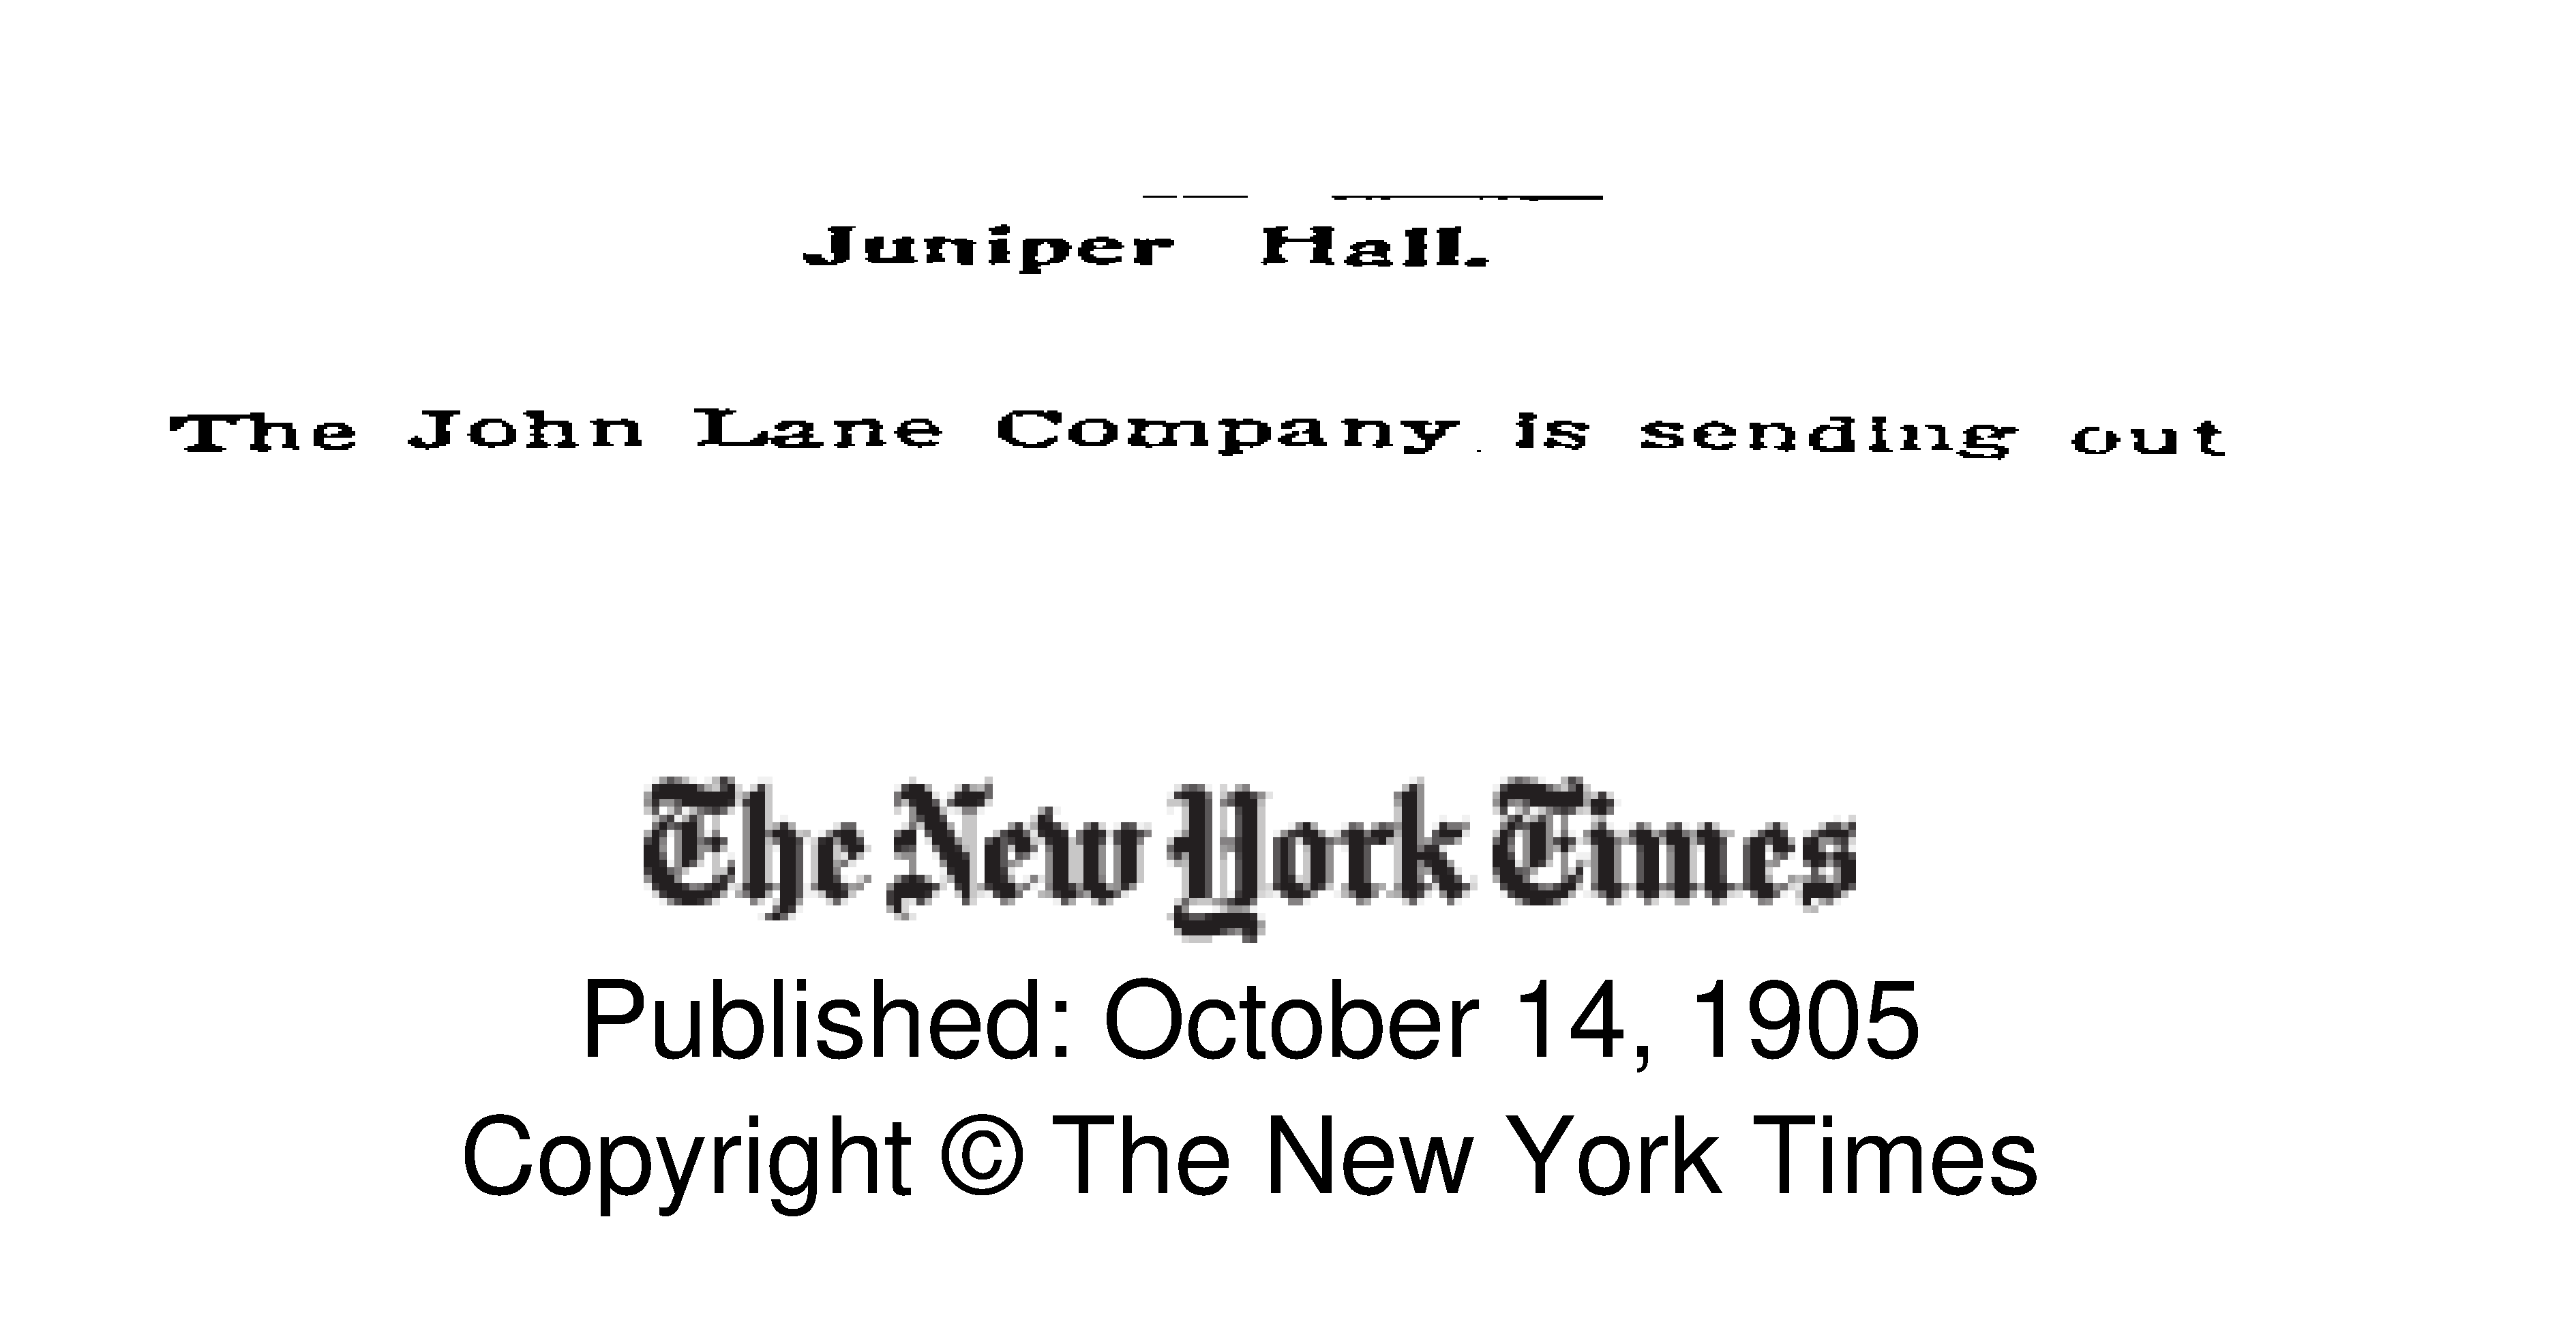 Juniper Hall.
The John Lane Company is sending out
The New York Times
Published: October 14, 1905
Copyright © The New York Times